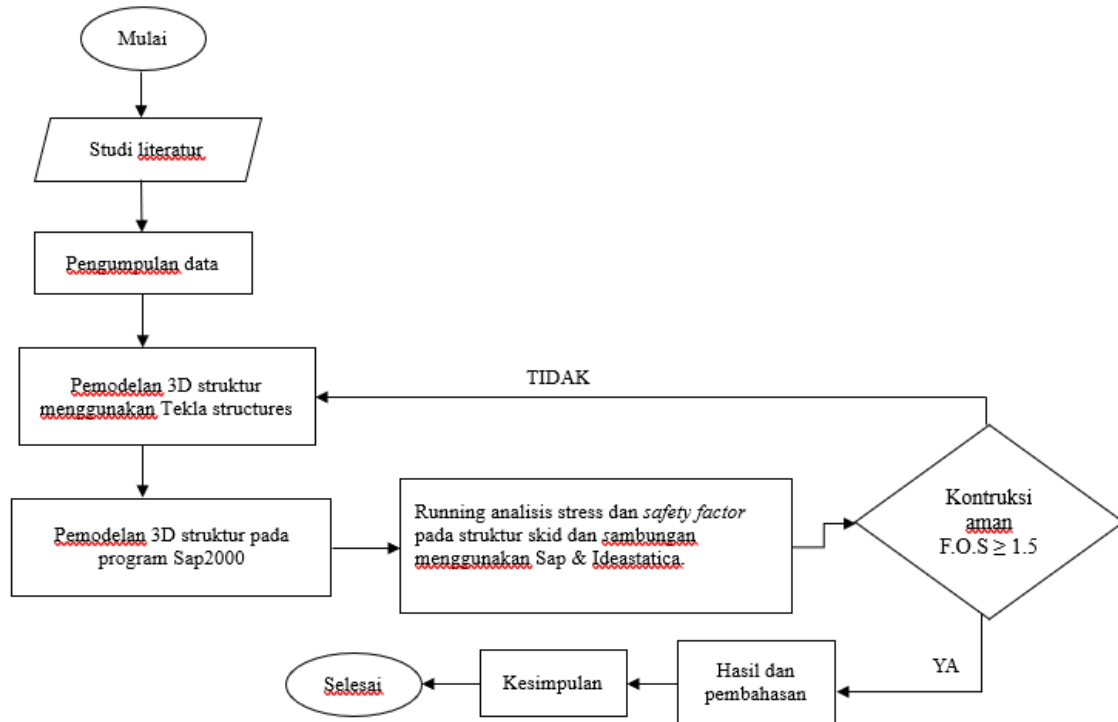 Mulai
Studi literatur
Pengumpulan data
Pemodelan 3D struktur
menggunakan Tekla structures
TIDAK
Pemodelan 3D struktur pada
program Sap2000
Running analisis stress dan safety factor
pada struktur skid dan sambungan
menggunakan Sap & Ideastatica.
Kontruksi
aman
F.O.S ≥ 1.5
YA
Hasil dan
pembahasan
Kesimpulan
Selesai